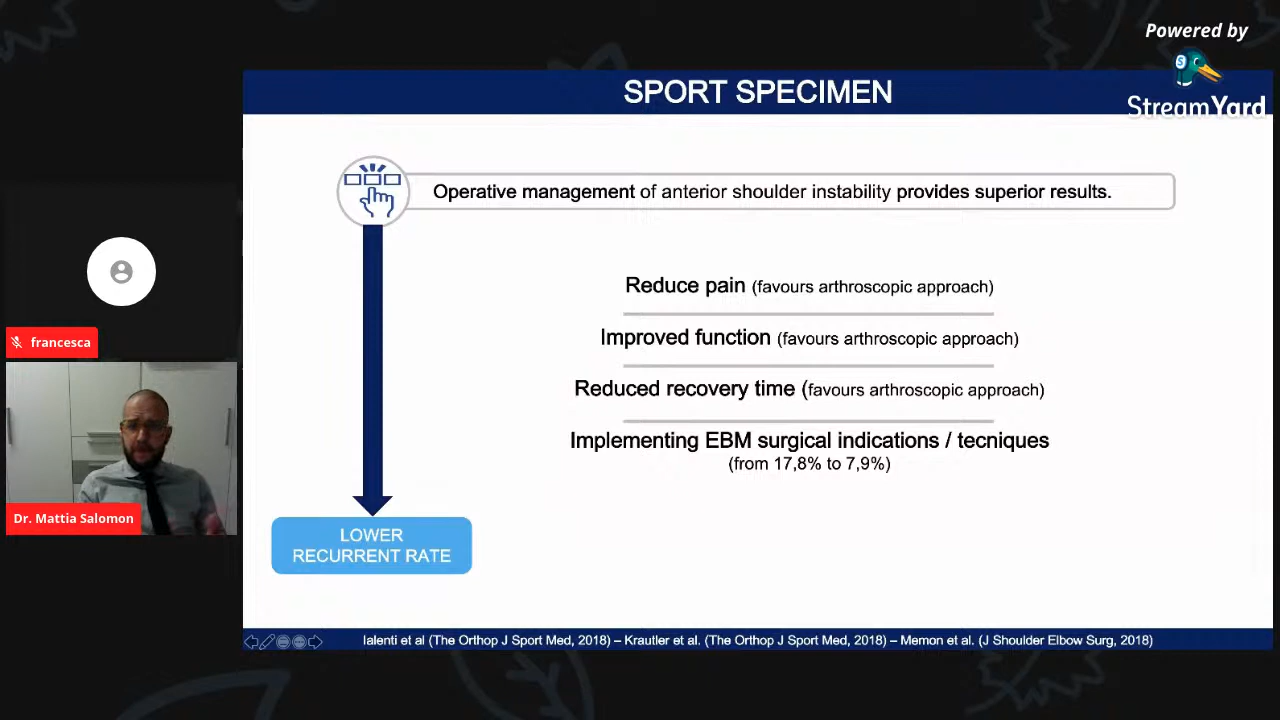 Powered by
StreamYard
SPORT SPECIMEN
Operative management of anterior shoulder instability provides superior results.
Reduce pain (favours arthroscopic approach)
Improved function (favours arthroscopic approach)
Reduced recovery time (favours arthroscopic approach)
Implementing EBM surgical indications / tecniques
(from 17,8% to 7,9%)
LOWER
RECURRENT RATE
francesca
Dr. Mattia Salomon
Ialenti et al (The Orthop J Sport Med, 2018) – Krautler et al. (The Orthop J Sport Med, 2018) – Memon et al. (J Shoulder Elbow Surg, 2018)